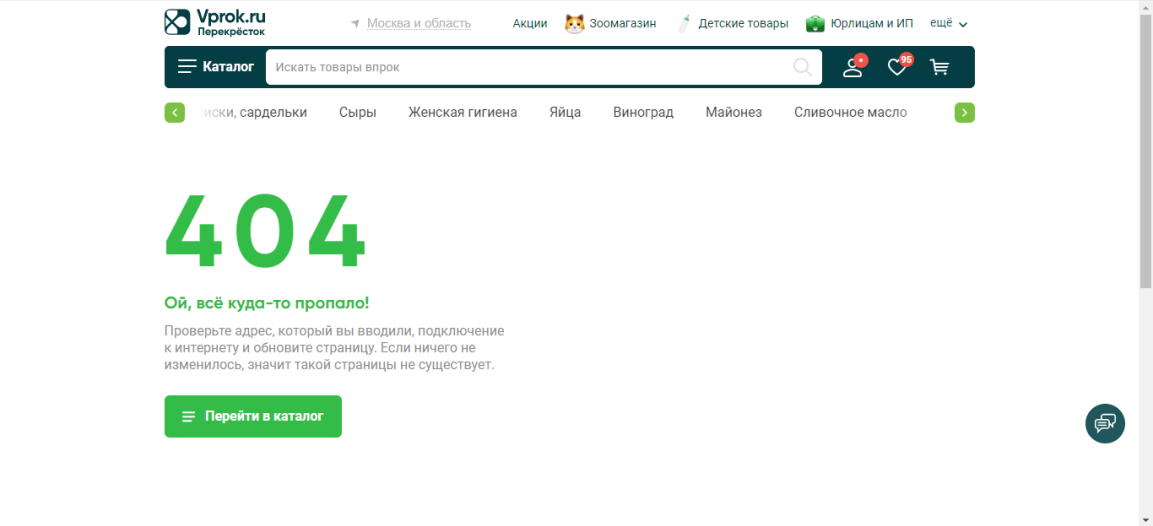 Vprok.ru
Перекрёсток
Москва и область
Акции
Зоомагазин
Детские товары
Юрлицам и ИП
ещё
Каталог
Искать товары впрок
95
сардельки
Сыры
Женская гигиена
Яйца
Виноград
Майонез
Сливочное масло
404
Ой, всё куда-то пропало!
Проверьте адрес, который вы вводили, подключение
к интернету и обновите страницу. Если ничего не
изменилось, значит такой страницы не существует.
Перейти в каталог